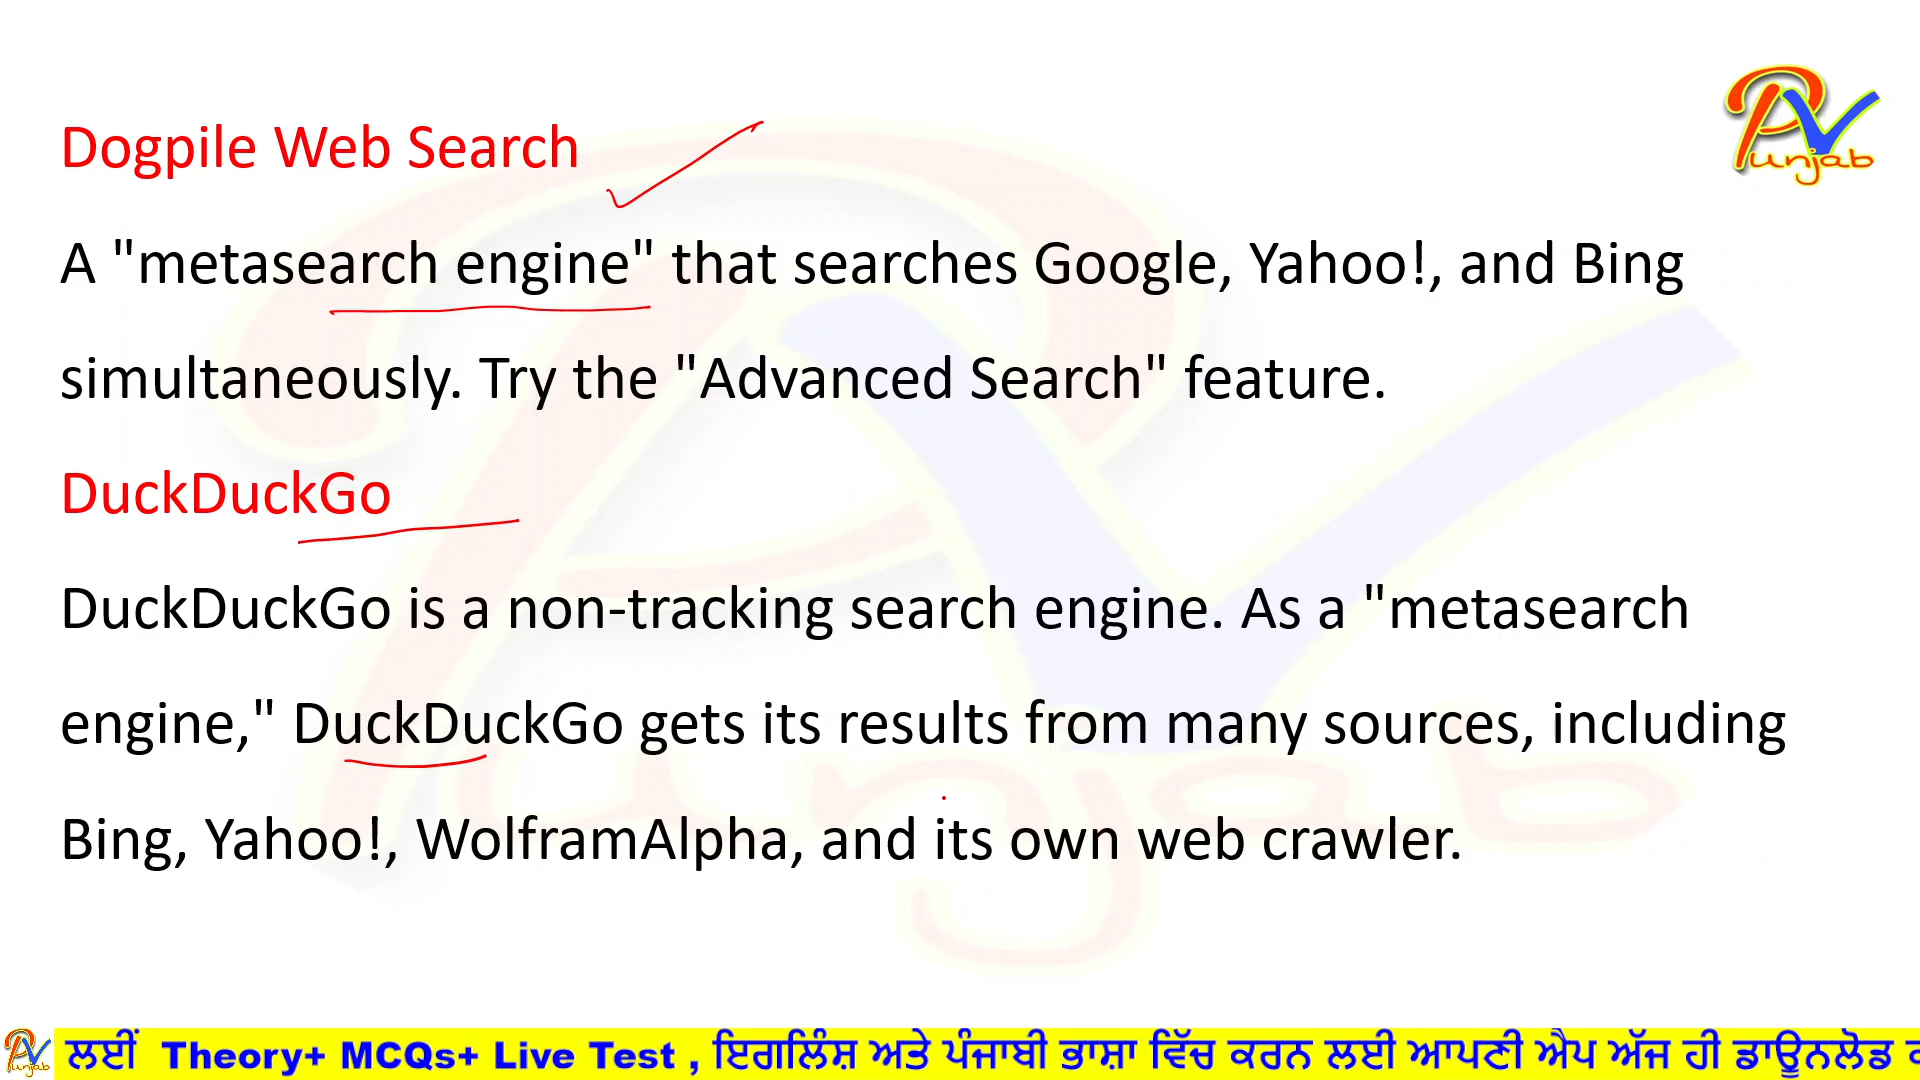 Dogpile Web Search
A "metasearch engine" that searches Google, Yahoo!, and Bing
simultaneously. Try the "Advanced Search" feature.
DuckDuckGo
DuckDuckGo is a non-tracking search engine. As a "metasearch
engine," DuckDuckGo gets its results from many sources, including
Bing, Yahoo!, WolframAlpha, and its own web crawler.
PV Punjab
ਲਈਂ Theory+ MCQs+ Live Test , ਇਗਲਿੰਸ਼ ਅਤੇ ਪੰਜਾਬੀ ਭਾਸ਼ਾ ਵਿੱਚ ਕਰਨ ਲਈ ਆਪਣੀ ਐਪ ਅੱਜ ਹੀ ਡਾਊਨਲੋਡ